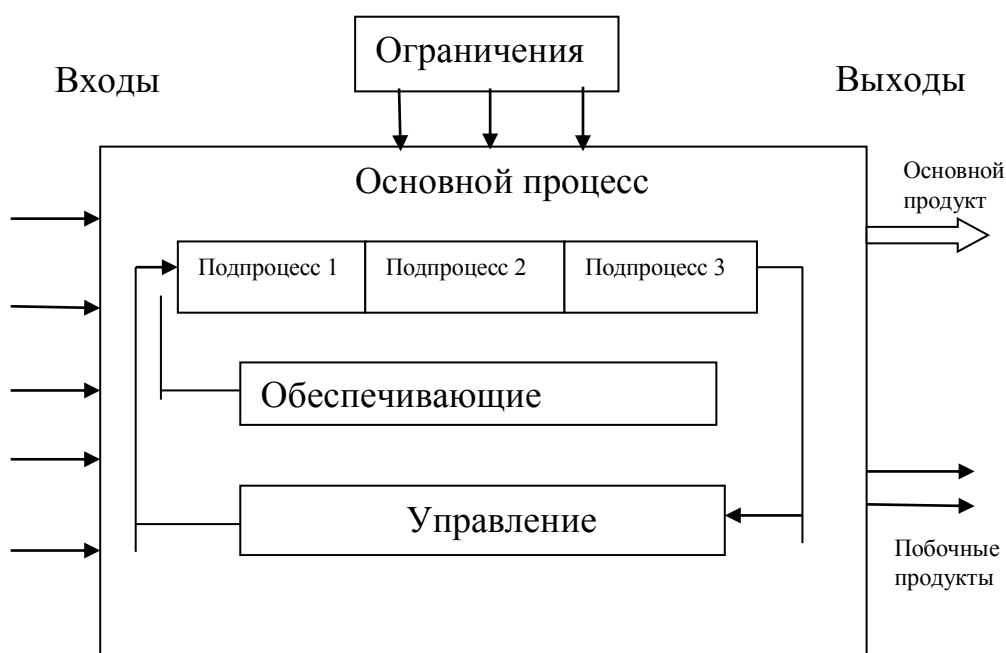 Ограничения
Входы
Выходы
Основной процесс
Основной
продукт
Подпроцесс 1
Подпроцесс 2
Подпроцесс 3
Обеспечивающие
Управление
Побочные
продукты